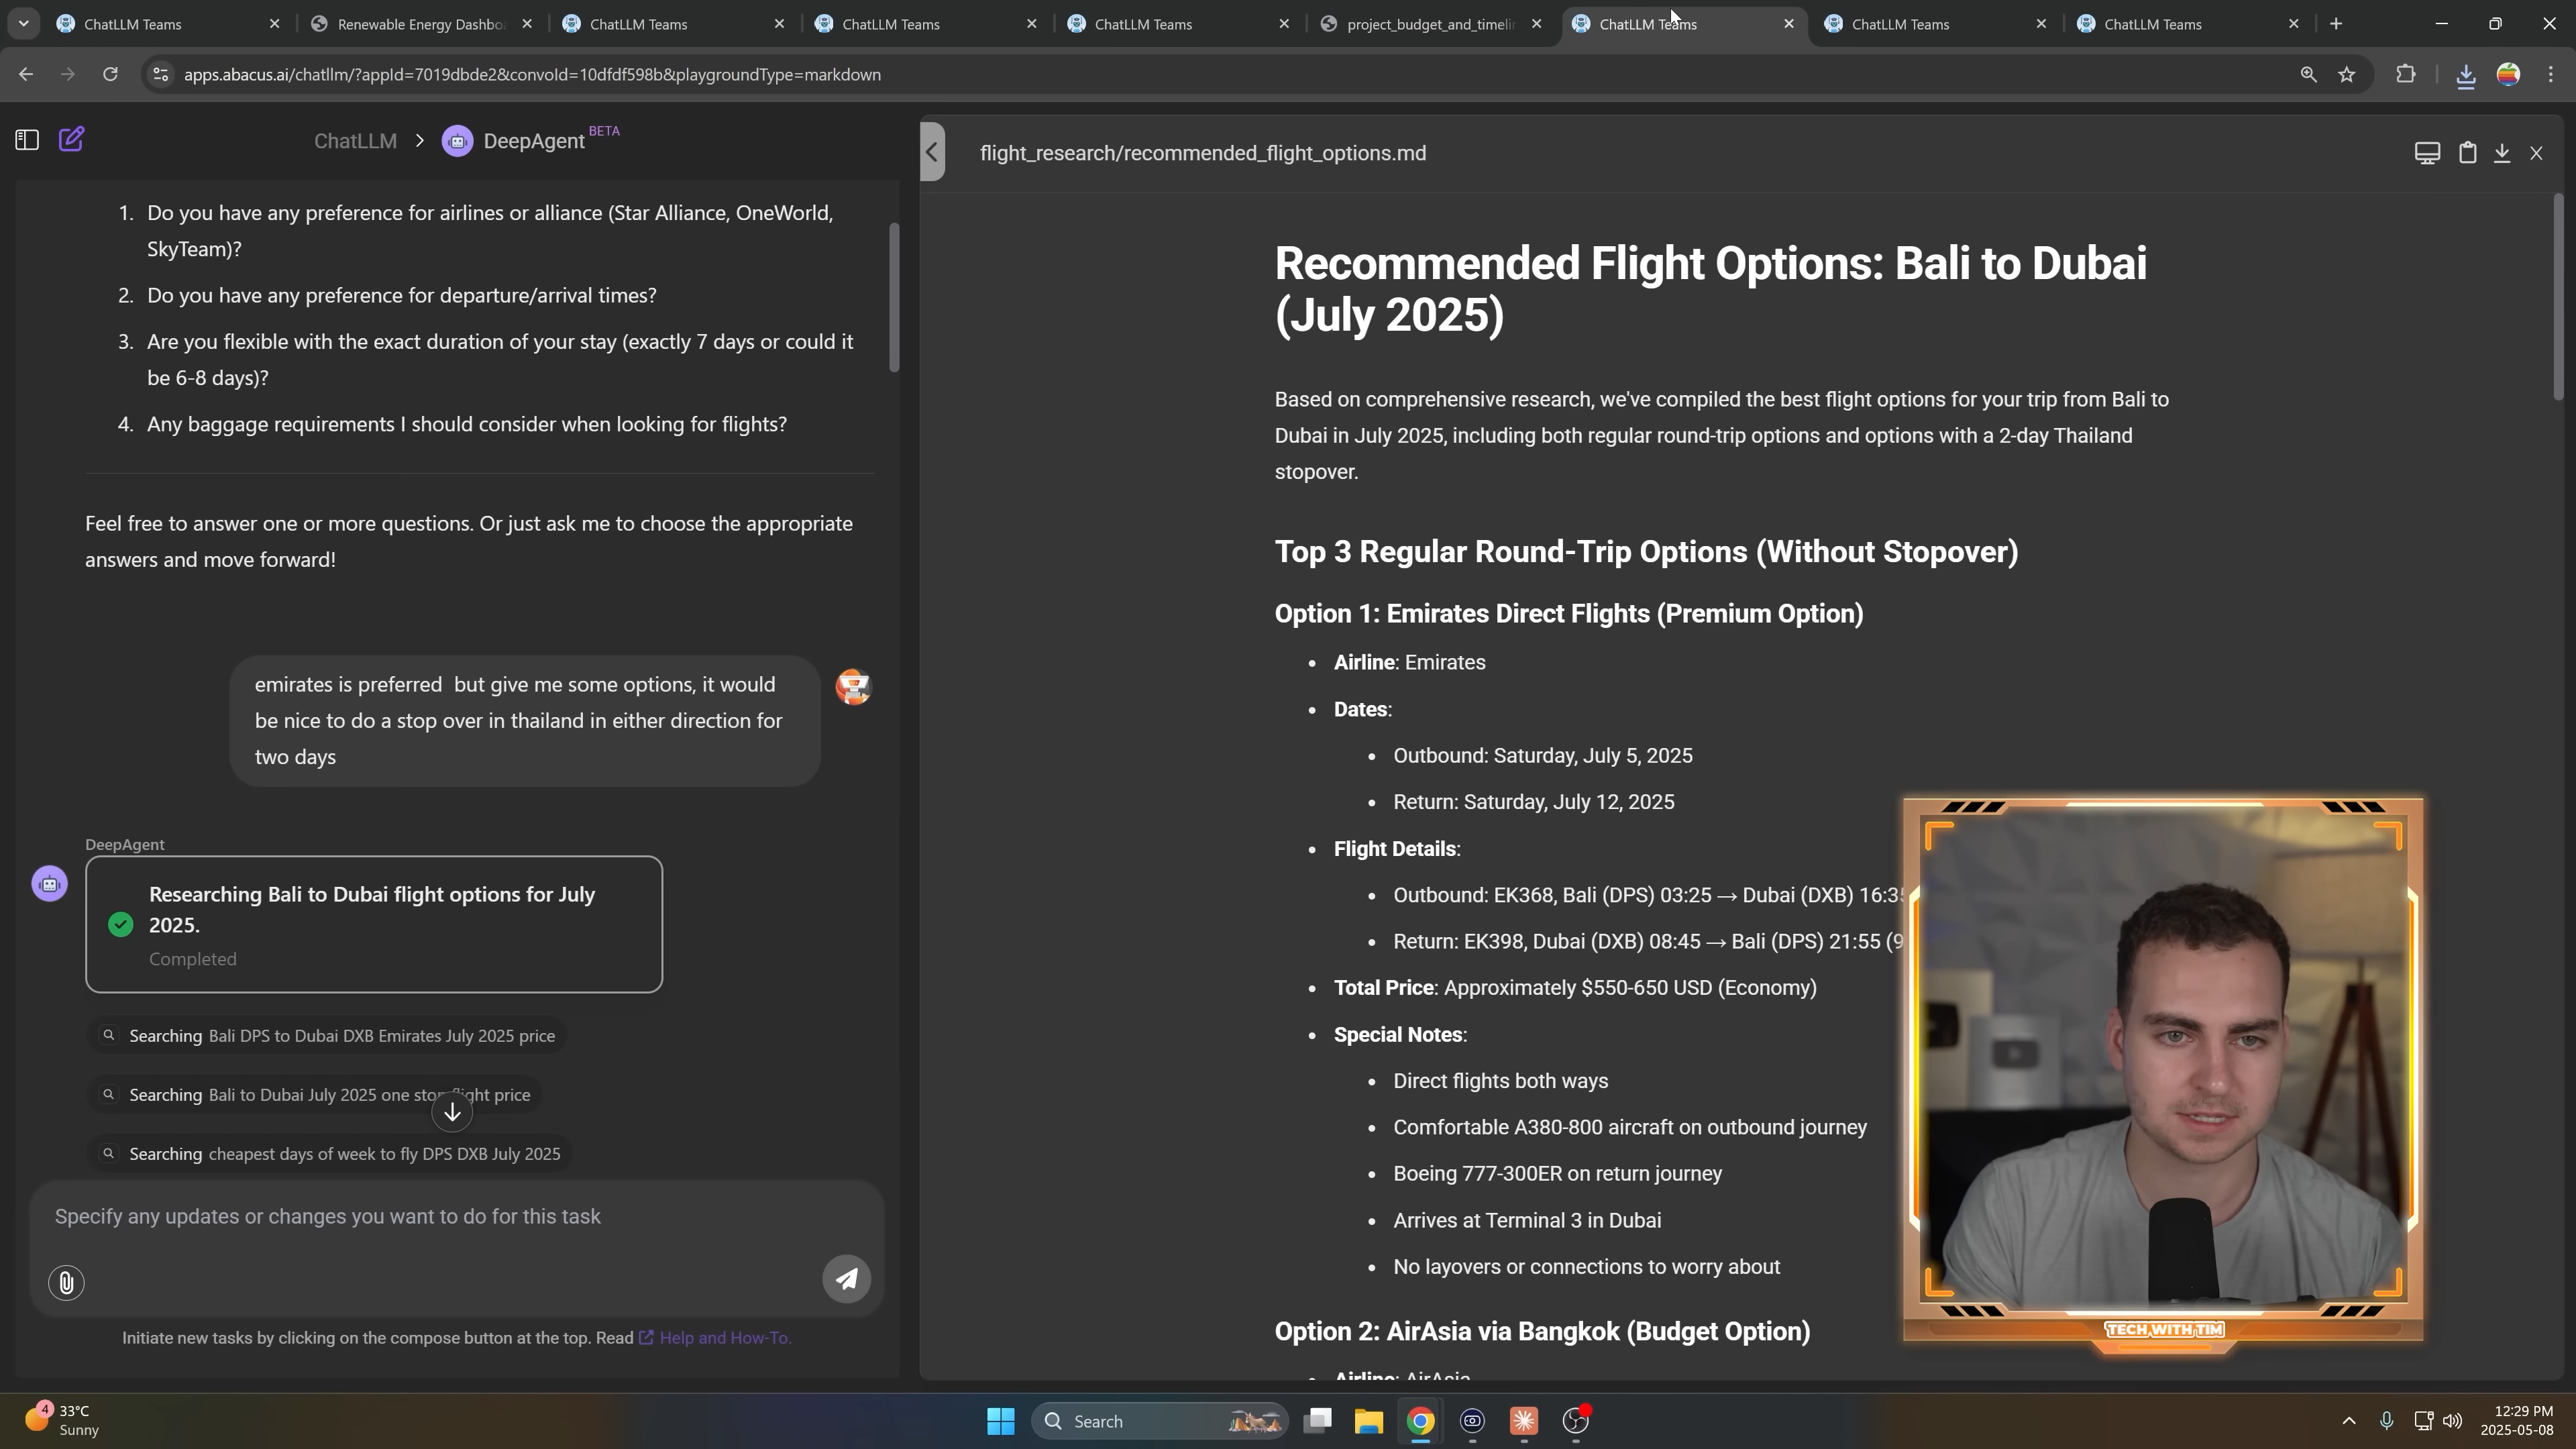 ChatLLM Teams
Renewable Energy Dashbo
ChatLLM Teams
ChatLLM Teams
ChatLLM Teams
project_budget_and_timelin
ChatLLM Teams
ChatLLM Teams
ChatLLM Teams
apps.abacus.ai/chatllm/?appId=7019dbde2&convoId=10dfdf598b&playgroundType=markdown
ChatLLM > DeepAgent BETA
1. Do you have any preference for airlines or alliance (Star Alliance, OneWorld,
SkyTeam)?
2. Do you have any preference for departure/arrival times?
3. Are you flexible with the exact duration of your stay (exactly 7 days or could it
be 6-8 days)?
4. Any baggage requirements I should consider when looking for flights?
Feel free to answer one or more questions. Or just ask me to choose the appropriate
answers and move forward!
emirates is preferred but give me some options, it would
be nice to do a stop over in thailand in either direction for
two days
DeepAgent
Researching Bali to Dubai flight options for July
2025.
Completed
Searching Bali DPS to Dubai DXB Emirates July 2025 price
Searching Bali to Dubai July 2025 one stop flight price
Searching cheapest days of week to fly DPS DXB July 2025
Specify any updates or changes you want to do for this task
Initiate new tasks by clicking on the compose button at the top. Read Help and How-To.
flight_research/recommended_flight_options.md
Recommended Flight Options: Bali to Dubai
(July 2025)
Based on comprehensive research, we've compiled the best flight options for your trip from Bali to
Dubai in July 2025, including both regular round-trip options and options with a 2-day Thailand
stopover.
Top 3 Regular Round-Trip Options (Without Stopover)
Option 1: Emirates Direct Flights (Premium Option)
• Airline: Emirates
• Dates:
• Outbound: Saturday, July 5, 2025
• Return: Saturday, July 12, 2025
• Flight Details:
• Outbound: EK368, Bali (DPS) 03:25 → Dubai (DXB) 16:35
• Return: EK398, Dubai (DXB) 08:45 → Bali (DPS) 21:55 (9
• Total Price: Approximately $550-650 USD (Economy)
• Special Notes:
• Direct flights both ways
• Comfortable A380-800 aircraft on outbound journey
• Boeing 777-300ER on return journey
• Arrives at Terminal 3 in Dubai
• No layovers or connections to worry about
Option 2: AirAsia via Bangkok (Budget Option)
• Airline: AirAsia
TECH WITH TIM
4
33°C
Sunny
Search
12:29 PM
2025-05-08